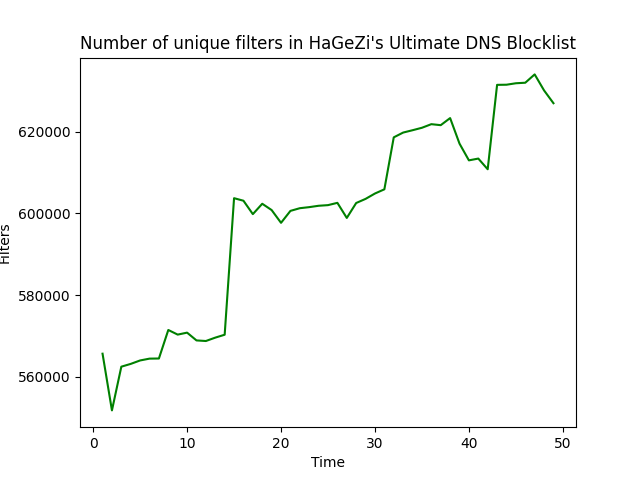 Number of unique filters in HaGeZi's Ultimate DNS Blocklist
Filters
620000
600000
580000
560000
0 10 20 30 40 50
Time